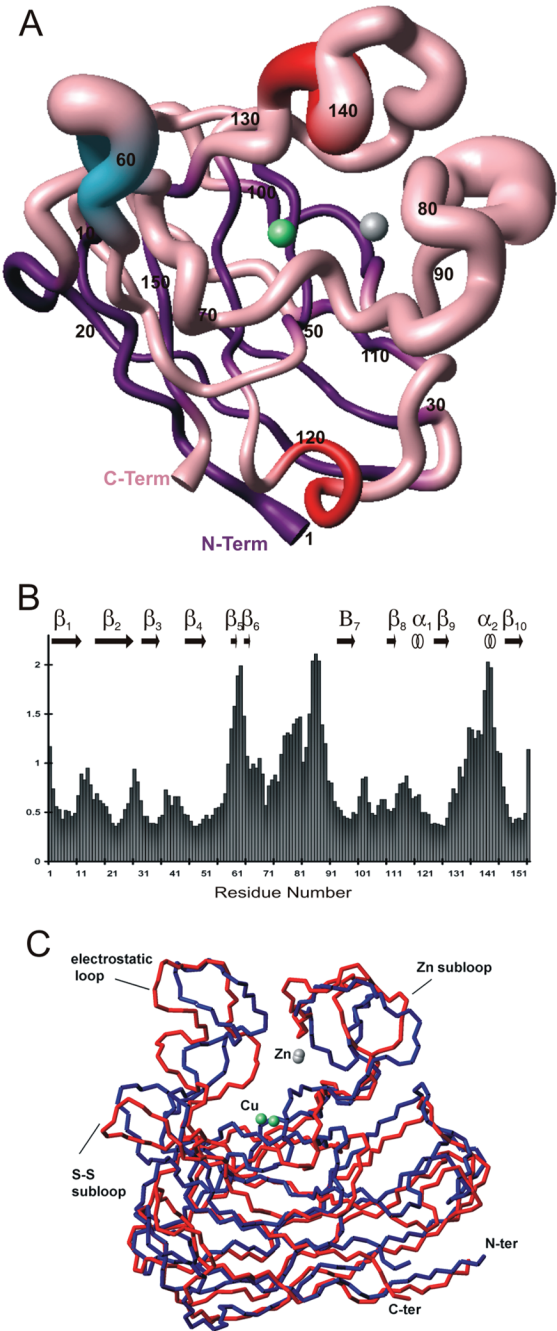 A
130
140
60
100
80
10
90
150
70
50
20
110
30
120
C-Term
N-Term
1
B
β1 β2 β3 β4 β5 β6 B7 β8 α1 β9 α2 β10
2
1.5
1
0.5
0
1 11 21 31 41 51 61 71 81 91 101 111 121 131 141 151
Residue Number
C
electrostatic
loop
Zn subloop
Zn
Cu
S-S
subloop
N-ter
C-ter